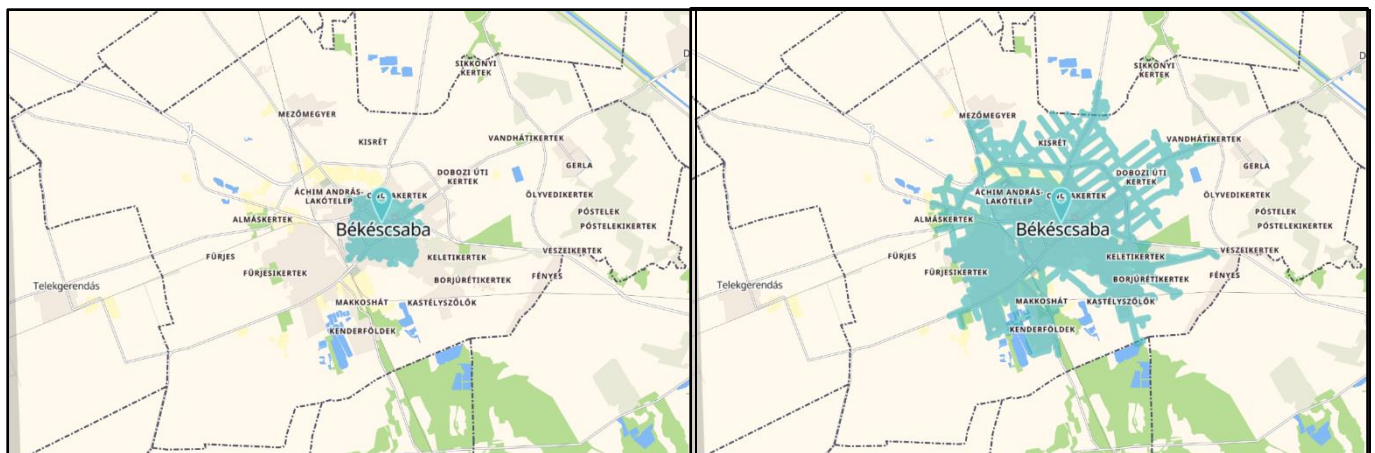 SIKKONYI
KERTEK
D
MEZŐMEGYER
KISRÉT
VANDHÁTIKERTEK
GERLA
DOBOZI ÚTI
KERTEK
ÁCHIM ANDRÁS-
LAKÓTELEP
ÖLYVEDIKERTEK
ALMÁSKERTEK
PÓSTELEK
PÓSTELEKIKERTEK
Békéscsaba
FÜRJES
KELETIKERTEK
VESZEIKERTEK
FÜRJESIKERTEK
BORJÚRÉTIKERTEK
FÉNYES
Telekgerendás
MAKKOSHÁT
KASTÉLYSZŐLŐK
KENDERFÖLDEK
SIKKONYI
KERTEK
D
MEZŐMEGYER
KISRÉT
VANDHÁTIKERTEK
GERLA
DOBOZI ÚTI
KERTEK
ÁCHIM ANDRÁS-
LAKÓTELEP
ÖLYVEDIKERTEK
ALMÁSKERTEK
PÓSTELEK
PÓSTELEKIKERTEK
Békéscsaba
FÜRJES
KELETIKERTEK
VESZEIKERTEK
FÜRJESIKERTEK
BORJÚRÉTIKERTEK
FÉNYES
Telekgerendás
MAKKOSHÁT
KASTÉLYSZŐLŐK
KENDERFÖLDEK